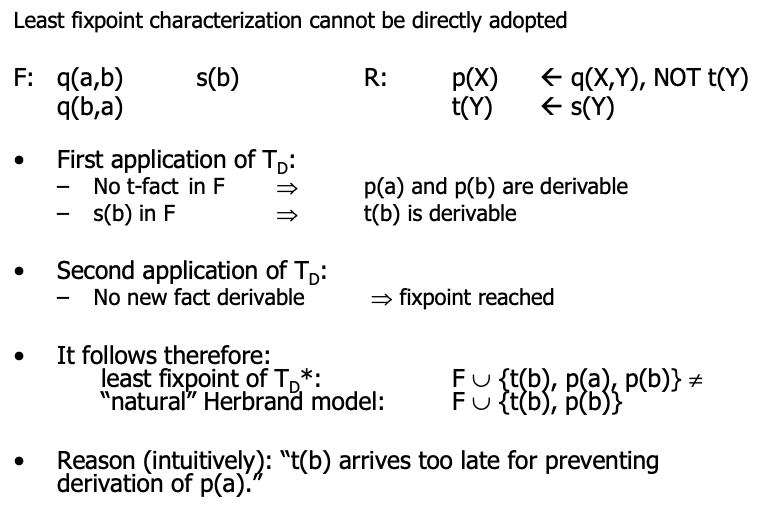 Least fixpoint characterization cannot be directly adopted
F: q(a,b) s(b) R: p(X) ← q(X,Y), NOT t(Y)
q(b,a) t(Y) ← s(Y)
• First application of T_D:
– No t-fact in F ⇒ p(a) and p(b) are derivable
– s(b) in F ⇒ t(b) is derivable
• Second application of T_D:
– No new fact derivable ⇒ fixpoint reached
• It follows therefore:
least fixpoint of T_D*: F ∪ {t(b), p(a), p(b)} ≠
“natural” Herbrand model: F ∪ {t(b), p(b)}
• Reason (intuitively): “t(b) arrives too late for preventing
derivation of p(a).”